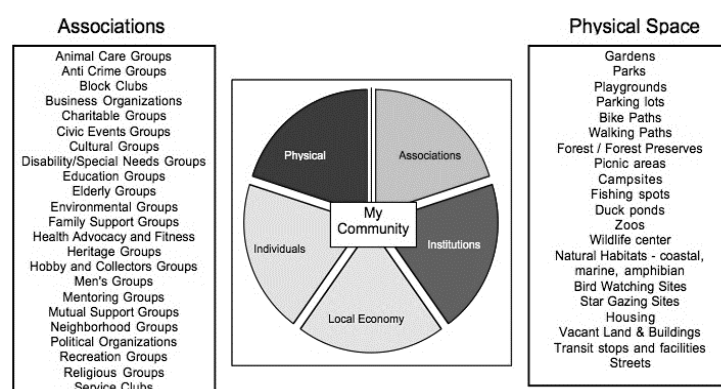 Associations
Animal Care Groups
Anti Crime Groups
Block Clubs
Business Organizations
Charitable Groups
Civic Events Groups
Cultural Groups
Disability/Special Needs Groups
Education Groups
Elderly Groups
Environmental Groups
Family Support Groups
Health Advocacy and Fitness
Heritage Groups
Hobby and Collectors Groups
Men's Groups
Mentoring Groups
Mutual Support Groups
Neighborhood Groups
Political Organizations
Recreation Groups
Religious Groups
Service Clubs
Physical
Associations
My
Community
Individuals
Institutions
Local Economy
Physical Space
Gardens
Parks
Playgrounds
Parking lots
Bike Paths
Walking Paths
Forest / Forest Preserves
Picnic areas
Campsites
Fishing spots
Duck ponds
Zoos
Wildlife center
Natural Habitats - coastal,
marine, amphibian
Bird Watching Sites
Star Gazing Sites
Housing
Vacant Land & Buildings
Transit stops and facilities
Streets